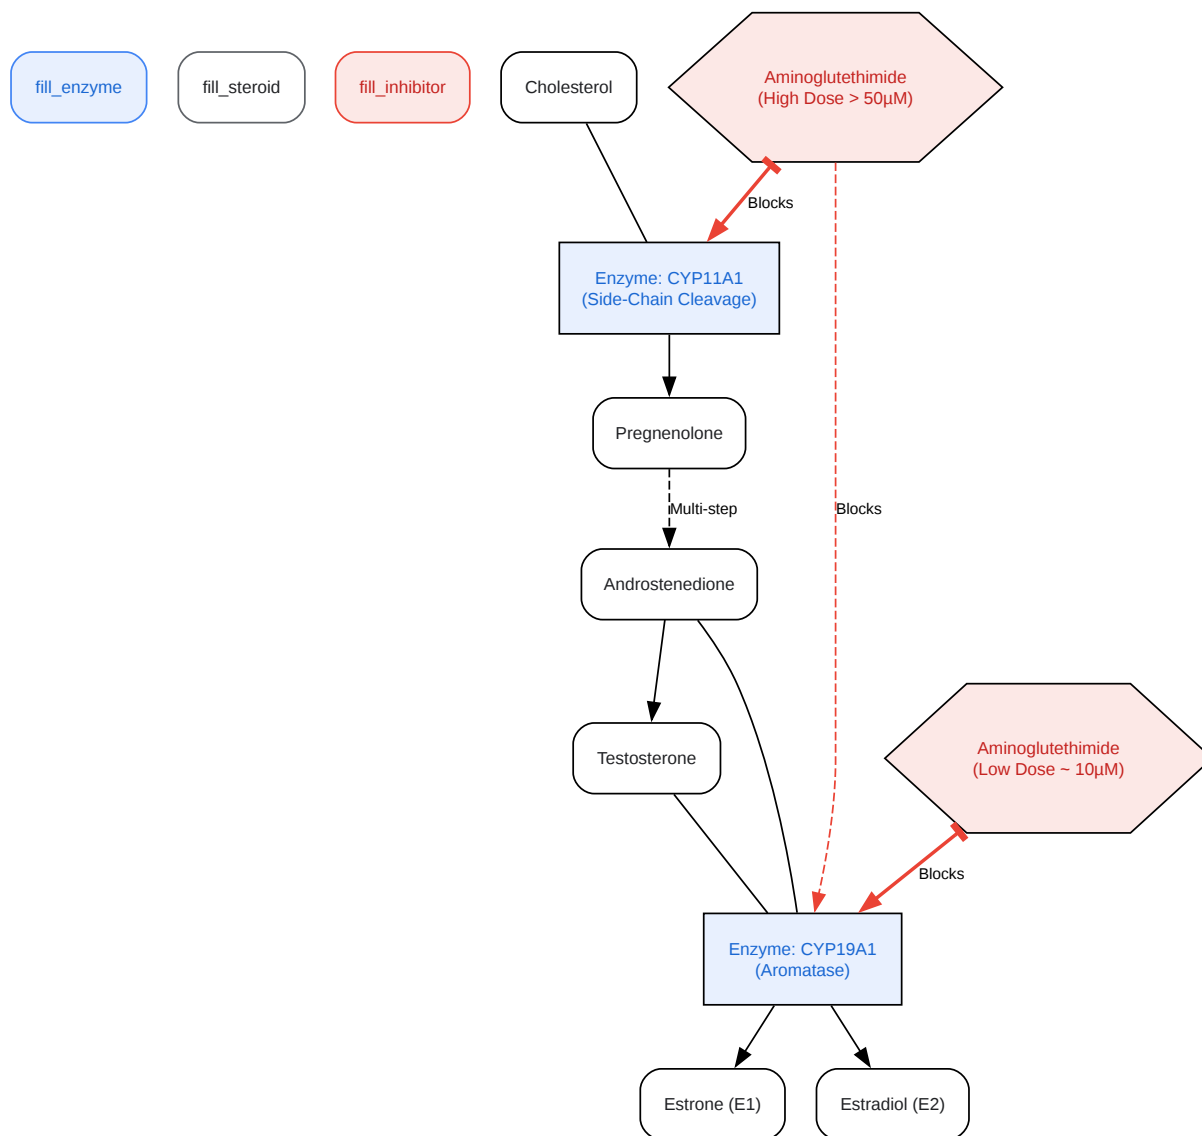 fill_enzyme
fill_steroid
fill_inhibitor
Cholesterol
Aminoglutethimide
(High Dose > 50µM)
Blocks
Enzyme: CYP11A1
(Side-Chain Cleavage)
Pregnenolone
Multi-step
Blocks
Androstenedione
Testosterone
Aminoglutethimide
(Low Dose ~ 10µM)
Blocks
Enzyme: CYP19A1
(Aromatase)
Estrone (E1)
Estradiol (E2)